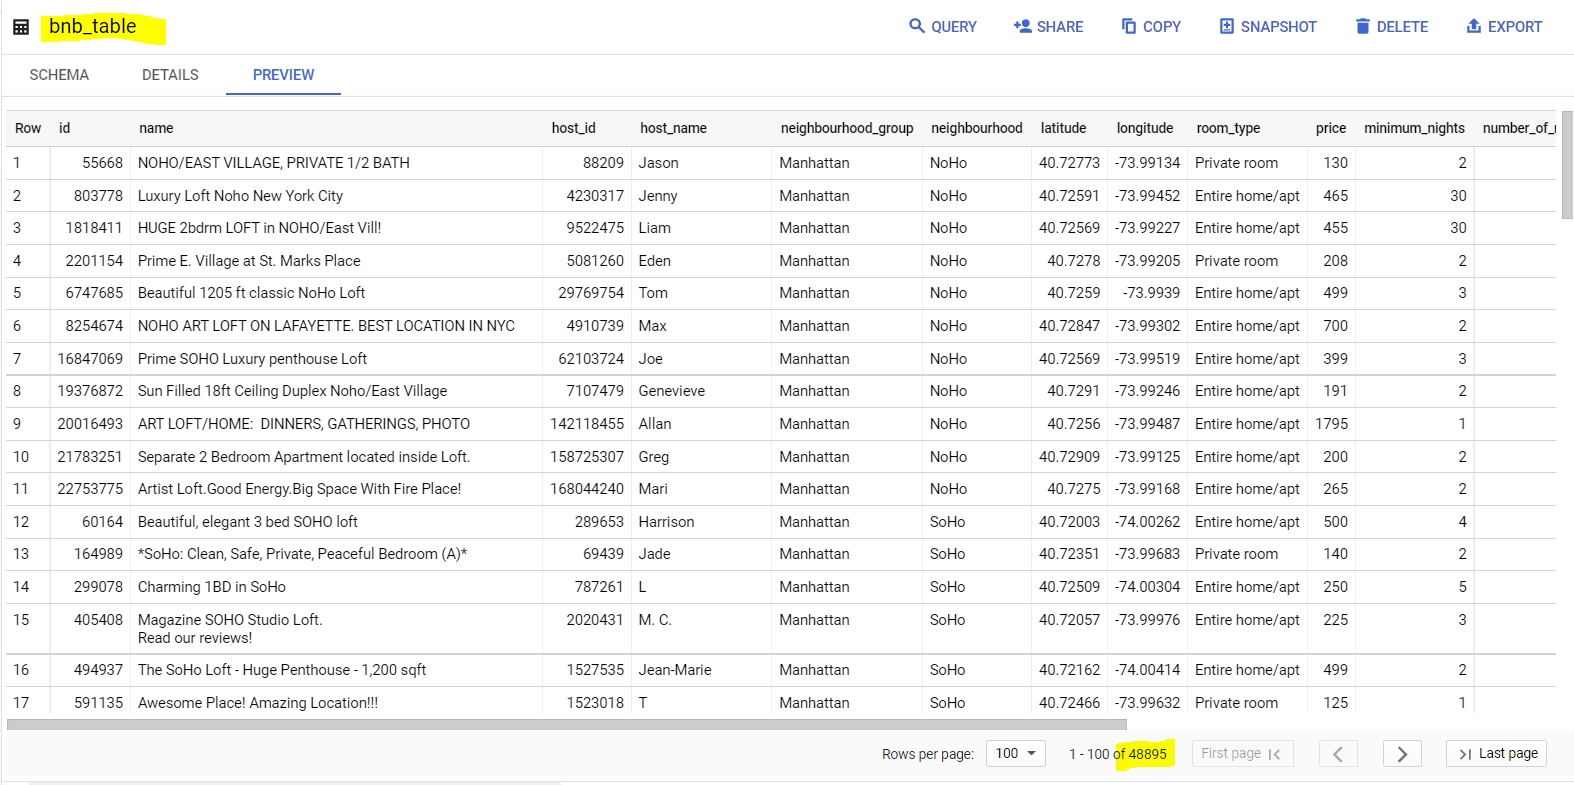 bnb_table
QUERY SHARE COPY SNAPSHOT DELETE EXPORT
SCHEMA DETAILS PREVIEW
Row id name host_id host_name neighbourhood_group neighbourhood latitude longitude room_type price minimum_nights number_of_r
1 55668 NOHO/EAST VILLAGE, PRIVATE 1/2 BATH 88209 Jason Manhattan NoHo 40.72773 -73.99134 Private room 130 2
2 803778 Luxury Loft Noho New York City 4230317 Jenny Manhattan NoHo 40.72591 -73.99452 Entire home/apt 465 30
3 1818411 HUGE 2bdrm LOFT in NOHO/East Vill! 9522475 Liam Manhattan NoHo 40.72569 -73.99227 Entire home/apt 455 30
4 2201154 Prime E. Village at St. Marks Place 5081260 Eden Manhattan NoHo 40.7278 -73.99205 Private room 208 2
5 6747685 Beautiful 1205 ft classic NoHo Loft 29769754 Tom Manhattan NoHo 40.7259 -73.9939 Entire home/apt 499 3
6 8254674 NOHO ART LOFT ON LAFAYETTE. BEST LOCATION IN NYC 4910739 Max Manhattan NoHo 40.72847 -73.99302 Entire home/apt 700 2
7 16847069 Prime SOHO Luxury penthouse Loft 62103724 Joe Manhattan NoHo 40.72569 -73.99519 Entire home/apt 399 3
8 19376872 Sun Filled 18ft Ceiling Duplex Noho/East Village 7107479 Genevieve Manhattan NoHo 40.7291 -73.99246 Entire home/apt 191 2
9 20016493 ART LOFT/HOME:  DINNERS, GATHERINGS, PHOTO 142118455 Allan Manhattan NoHo 40.7256 -73.99487 Entire home/apt 1795 1
10 21783251 Separate 2 Bedroom Apartment located inside Loft. 158725307 Greg Manhattan NoHo 40.72909 -73.99125 Entire home/apt 200 2
11 22753775 Artist Loft.Good Energy.Big Space With Fire Place! 168044240 Mari Manhattan NoHo 40.7275 -73.99168 Entire home/apt 265 2
12 60164 Beautiful, elegant 3 bed SOHO loft 289653 Harrison Manhattan SoHo 40.72003 -74.00262 Entire home/apt 500 4
13 164989 *SoHo: Clean, Safe, Private, Peaceful Bedroom (A)* 69439 Jade Manhattan SoHo 40.72351 -73.99683 Private room 140 2
14 299078 Charming 1BD in SoHo 787261 L Manhattan SoHo 40.72509 -74.00304 Entire home/apt 250 5
15 405408 Magazine SOHO Studio Loft. 2020431 M. C. Manhattan SoHo 40.72057 -73.99976 Entire home/apt 225 3
Read our reviews!
16 494937 The SoHo Loft - Huge Penthouse - 1,200 sqft 1527535 Jean-Marie Manhattan SoHo 40.72162 -74.00414 Entire home/apt 499 2
17 591135 Awesome Place! Amazing Location!!! 1523018 T Manhattan SoHo 40.72466 -73.99632 Private room 125 1
Rows per page: 100 1 - 100 of 48895 First page Last page